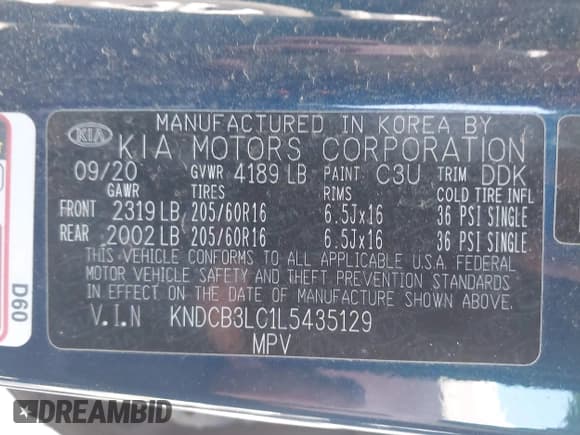 MANUFACTURED IN KOREA BY
KIA KIA MOTORS CORPORATION
09/20 GVWR 4189 LB PAINT C3U TRIM DDK
GAWR TIRES RIMS COLD TIRE INFL
FRONT 2319 LB 205/60R16 6.5Jx16 36 PSI SINGLE
REAR 2002 LB 205/60R16 6.5Jx16 36 PSI SINGLE
THIS VEHICLE CONFORMS TO ALL APPLICABLE U.S.A. FEDERAL
MOTOR VEHICLE SAFETY AND THEFT PREVENTION STANDARDS
IN EFFECT ON THE DATE OF MANUFACTURE SHOWN ABOVE.
V.I.N KNDCB3LC1L5435129
MPV
D60
DREAMBID